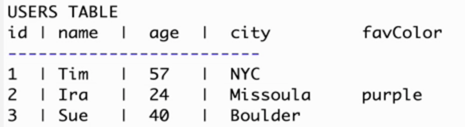 USERS TABLE
id | name | age | city favColor
--------------------------
1 | Tim | 57 | NYC
2 | Ira | 24 | Missoula purple
3 | Sue | 40 | Boulder